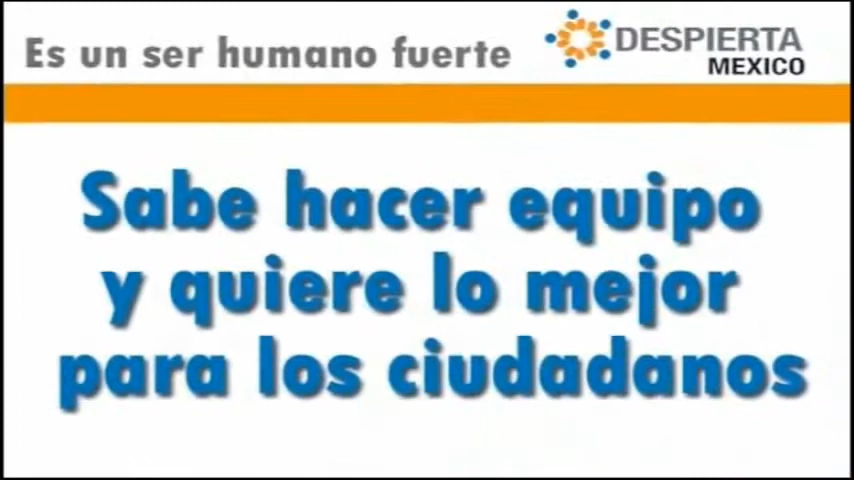 Es un ser humano fuerte
DESPIERTA
MEXICO
Sabe hacer equipo
y quiere lo mejor
para los ciudadanos